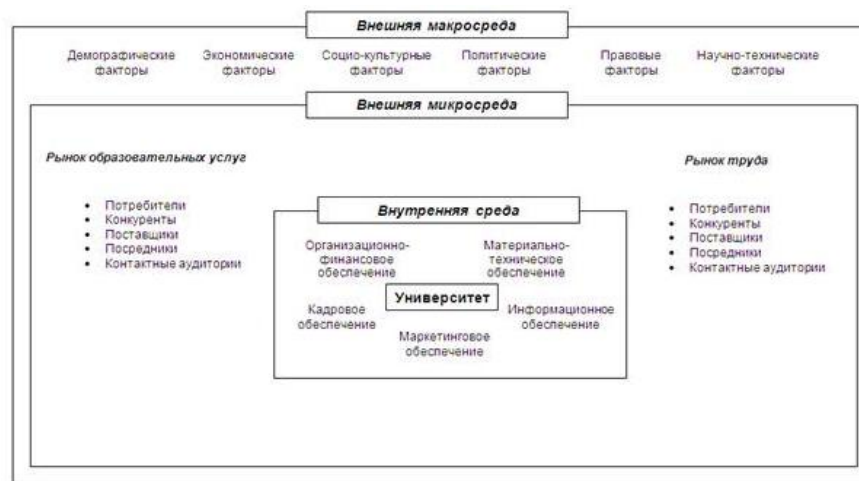 Внешняя макросреда
Демографические факторы
Экономические факторы
Социо-культурные факторы
Политические факторы
Правовые факторы
Научно-технические факторы
Внешняя микросреда
Рынок образовательных услуг
• Потребители
• Конкуренты
• Поставщики
• Посредники
• Контактные аудитории
Рынок труда
• Потребители
• Конкуренты
• Поставщики
• Посредники
• Контактные аудитории
Внутренняя среда
Организационно-
финансовое
обеспечение
Материально-
техническое
обеспечение
Университет
Кадровое
обеспечение
Информационное
обеспечение
Маркетинговое
обеспечение